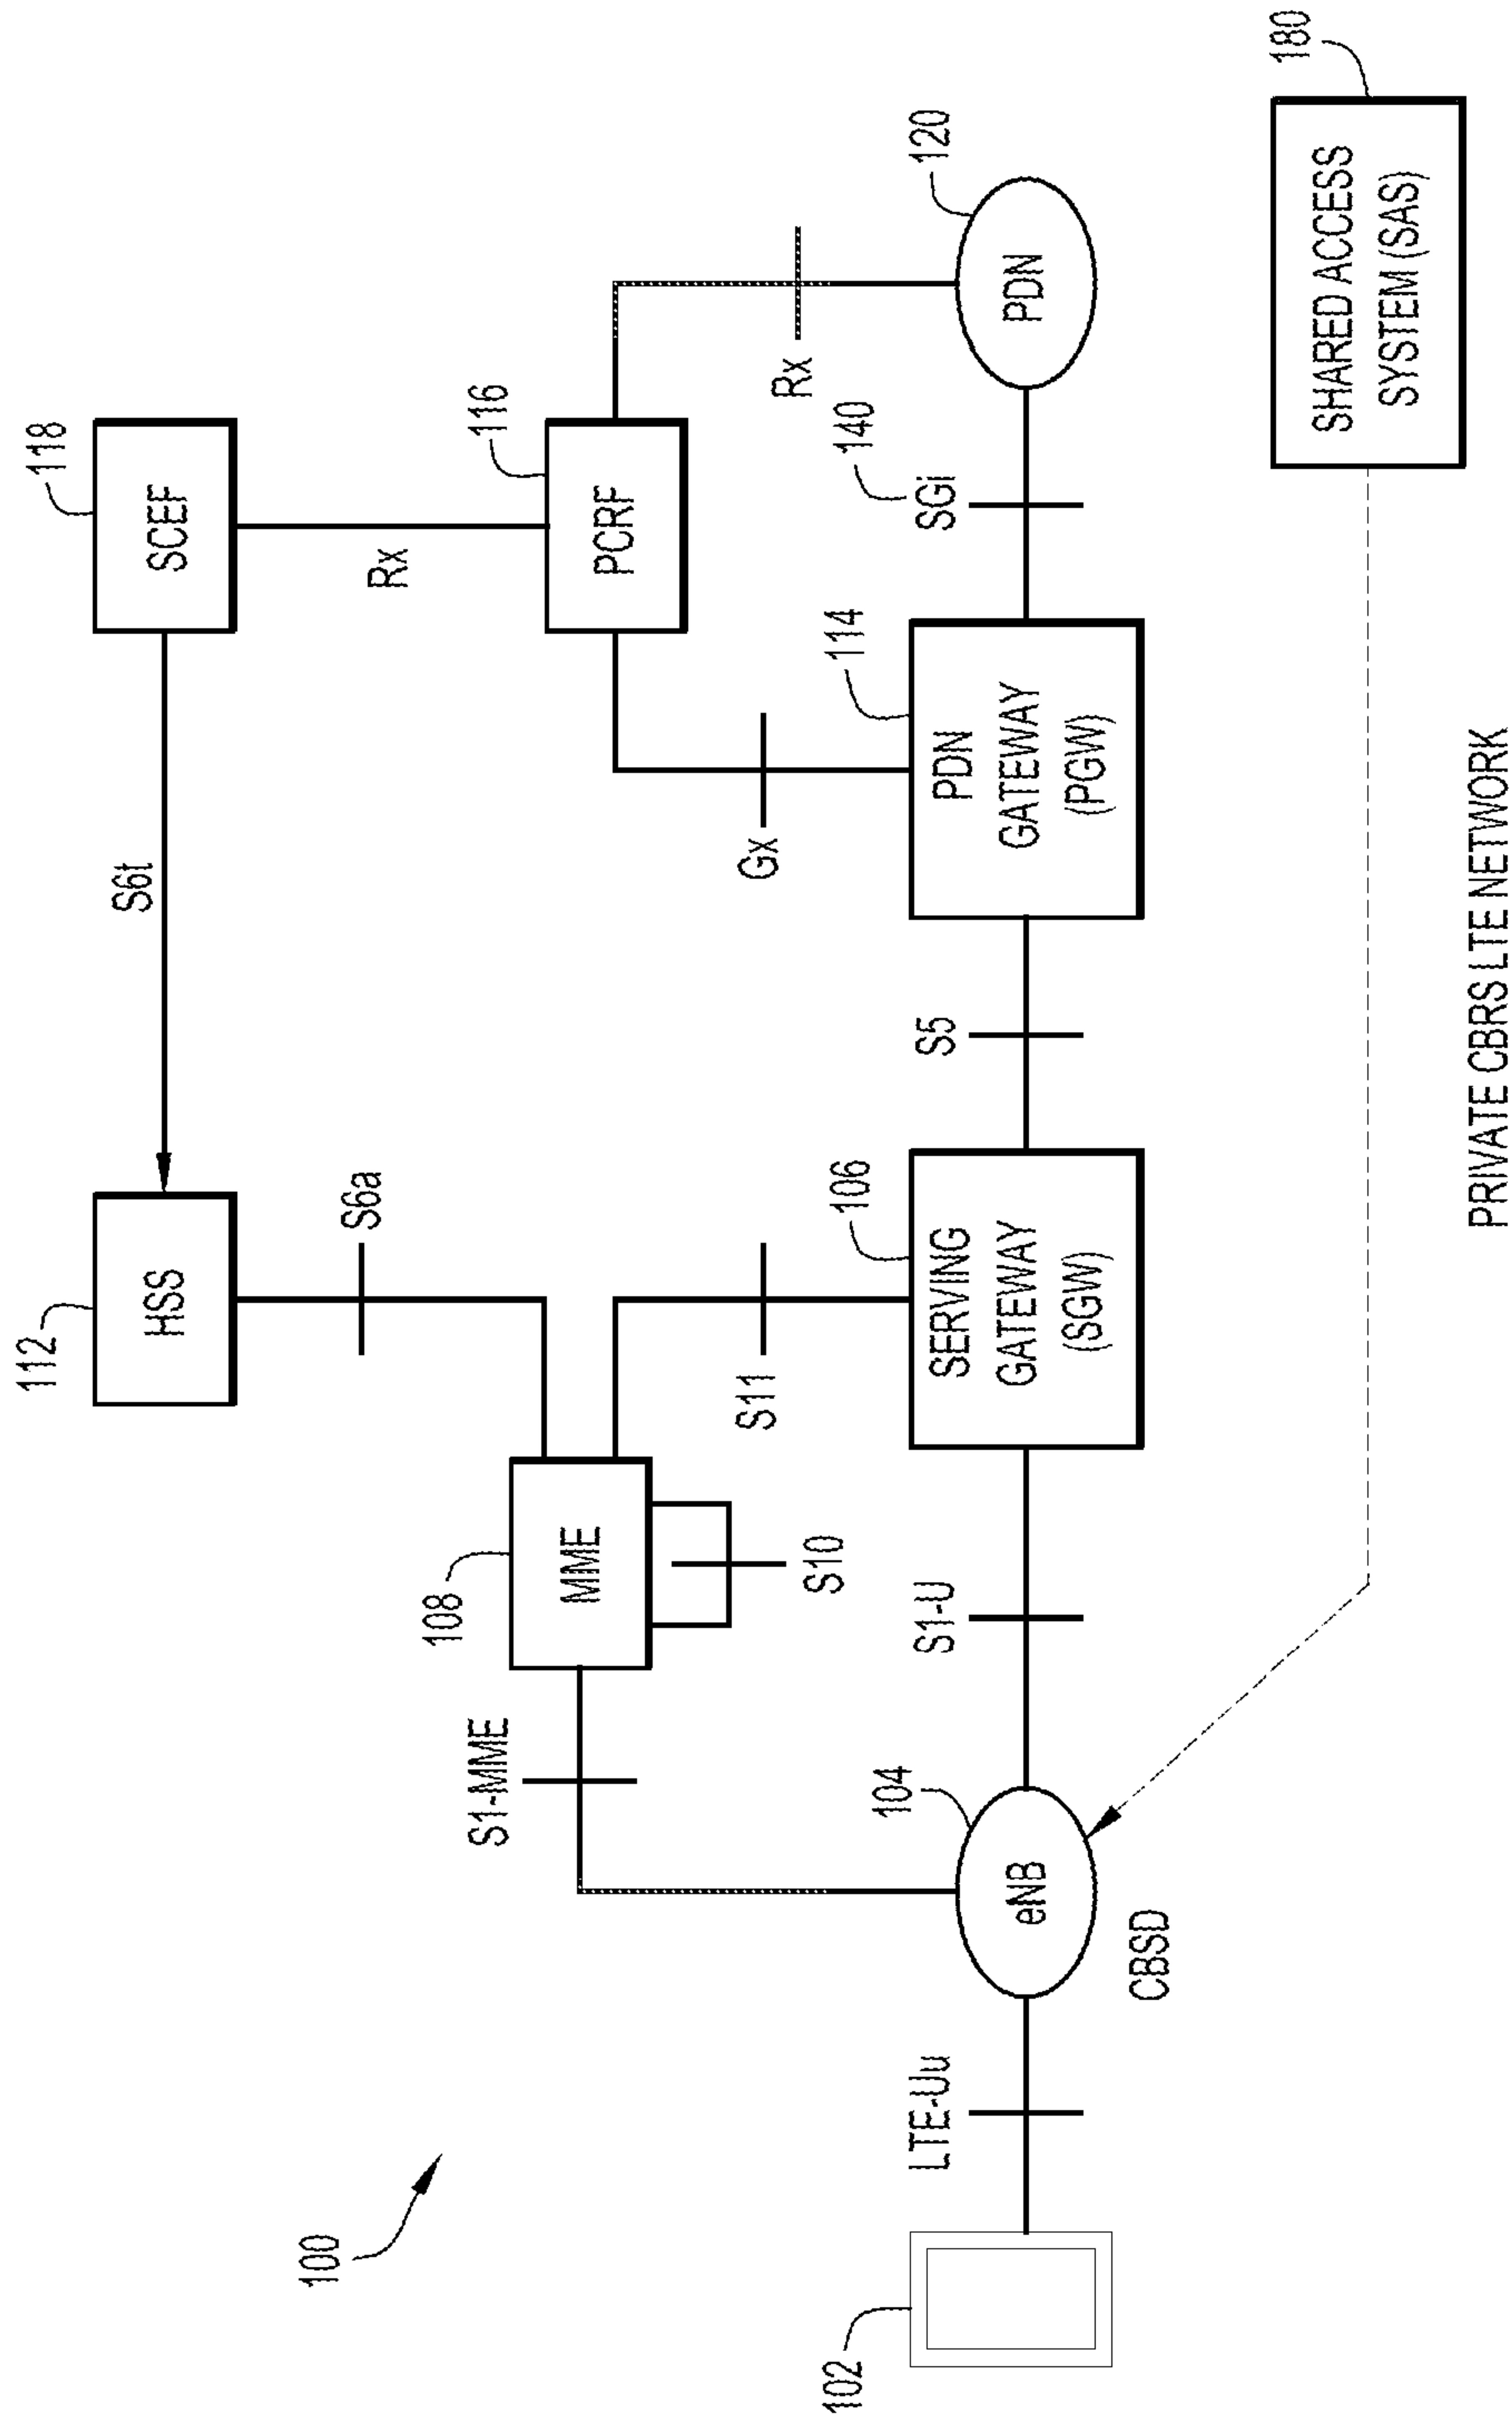 112
HSS
S6t
118
SCEF
S6a
Rx
100
108
MME
S1-MME
S10
S11
Gx
PCRF
116
Rx
102
LTE-Uu
104
eNB
CBSD
S1-U
106
SERVING
GATEWAY
(SGW)
S5
114
PDN
GATEWAY
(PGW)
140
SGi
120
PDN
180
SHARED ACCESS
SYSTEM (SAS)
PRIVATE CBRS LTE NETWORK